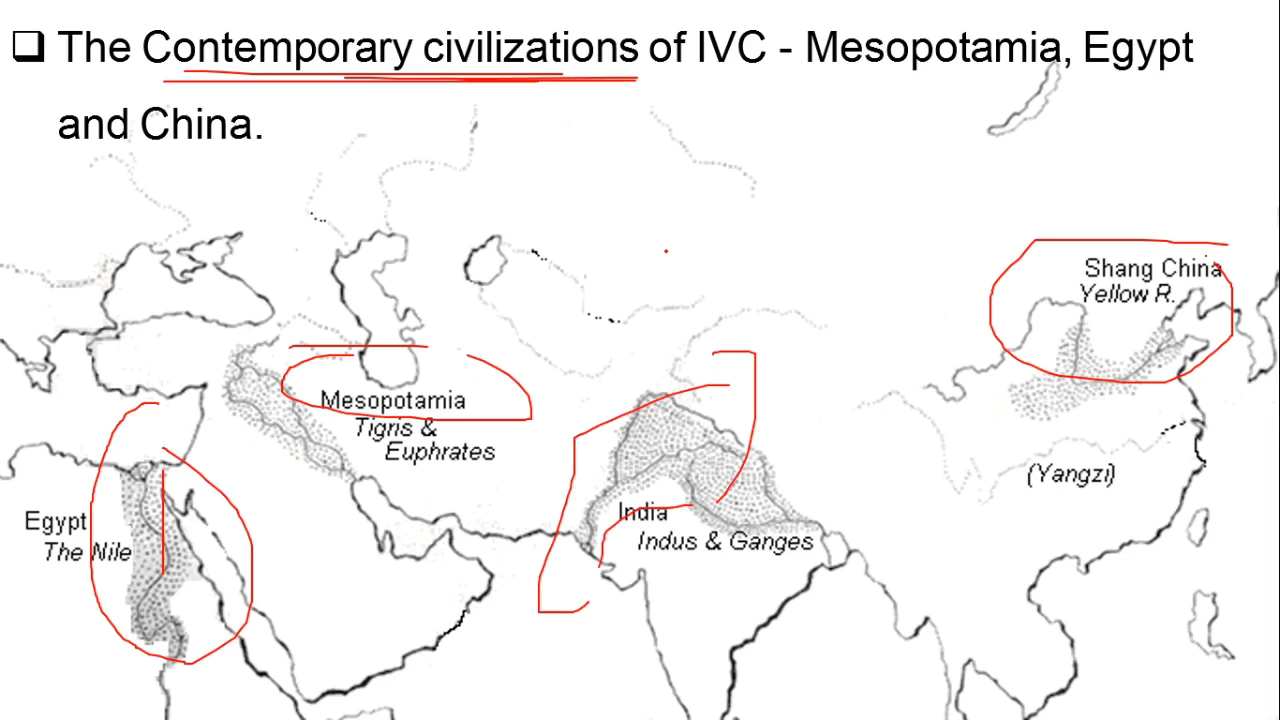 ❑ The Contemporary civilizations of IVC - Mesopotamia, Egypt
and China.
Shang China
Yellow R.
Mesopotamia
Tigris &
Euphrates
(Yangzi)
Egypt
The Nile
India
Indus & Ganges